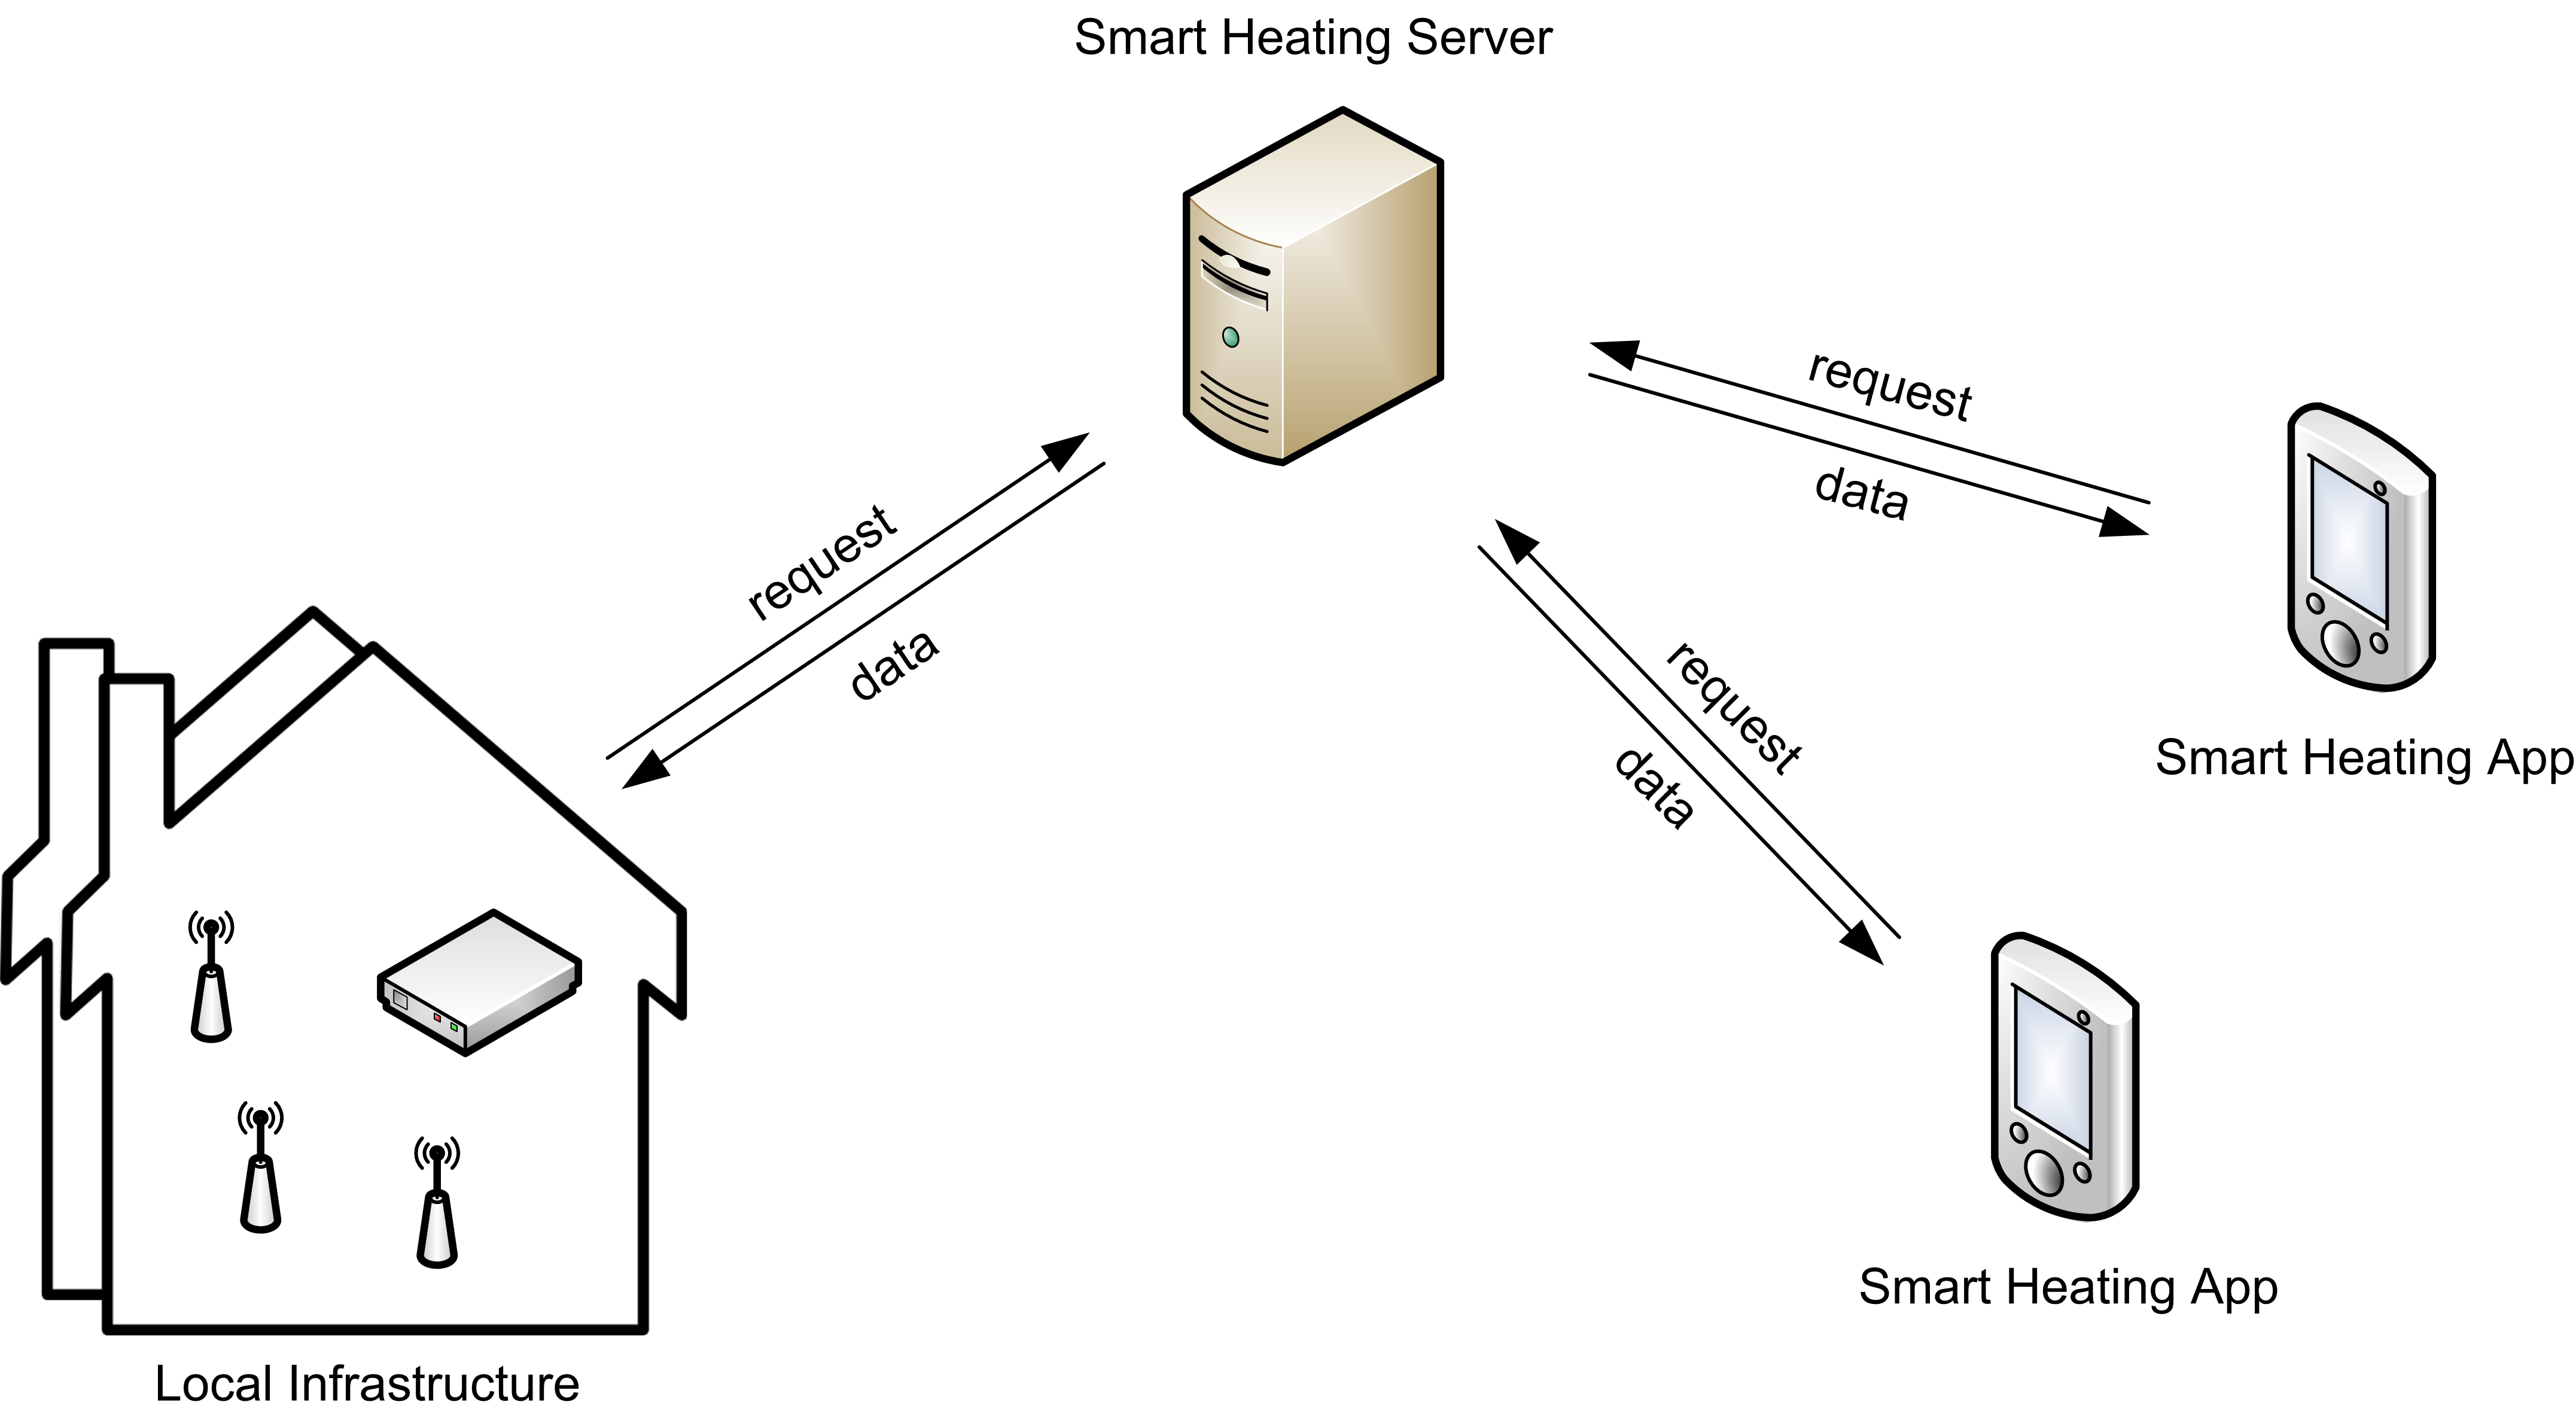 Smart Heating Server
request
data
request
data
request
data
Smart Heating App
Smart Heating App
Local Infrastructure